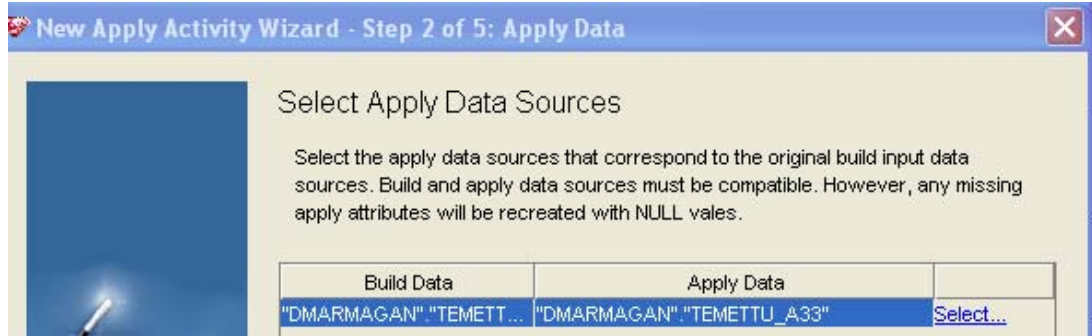 New Apply Activity Wizard - Step 2 of 5: Apply Data
Select Apply Data Sources
Select the apply data sources that correspond to the original build input data
sources. Build and apply data sources must be compatible. However, any missing
apply attributes will be recreated with NULL vales.
Build Data Apply Data
"DMARMAGAN"."TEMETT... "DMARMAGAN"."TEMETTU_A33" Select...